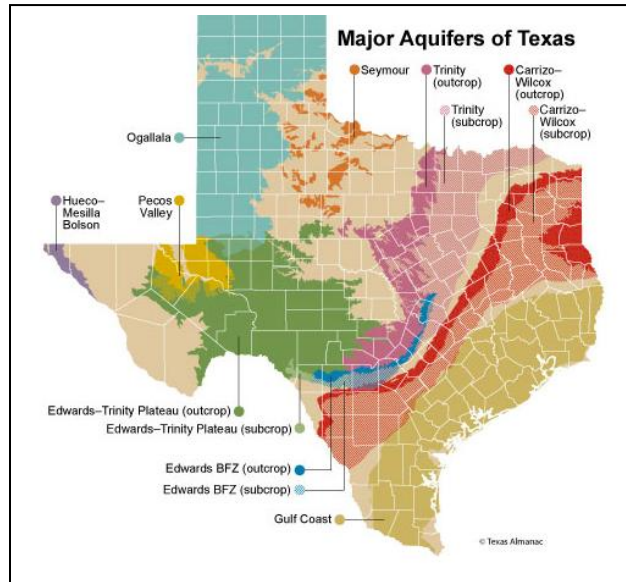 Major Aquifers of Texas
Seymour
Trinity
(outcrop)
Carrizo–
Wilcox
(outcrop)
Trinity
(subcrop)
Carrizo–
Wilcox
(subcrop)
Ogallala
Hueco–
Mesilla
Bolson
Pecos
Valley
Edwards–Trinity Plateau (outcrop)
Edwards–Trinity Plateau (subcrop)
Edwards BFZ (outcrop)
Edwards BFZ (subcrop)
Gulf Coast
© Texas Almanac